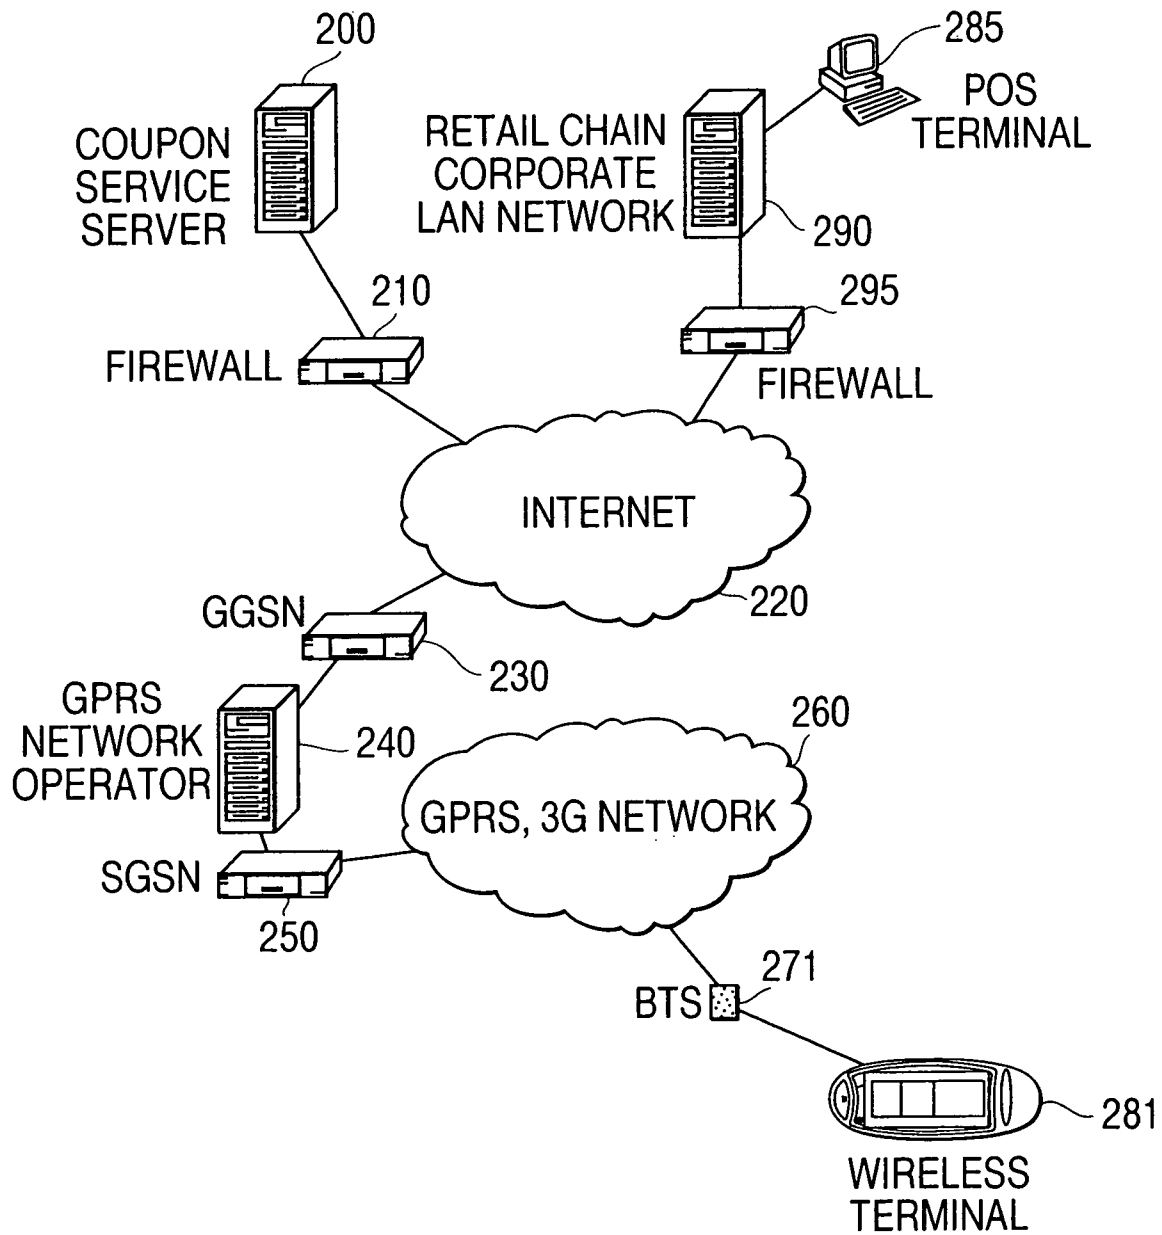 200
COUPON
SERVICE
SERVER
285
POS
TERMINAL
RETAIL CHAIN
CORPORATE
LAN NETWORK
290
210
FIREWALL
295
FIREWALL
INTERNET
220
GGSN
230
GPRS
NETWORK
OPERATOR
240
260
GPRS, 3G NETWORK
SGSN
250
271
BTS
281
WIRELESS
TERMINAL